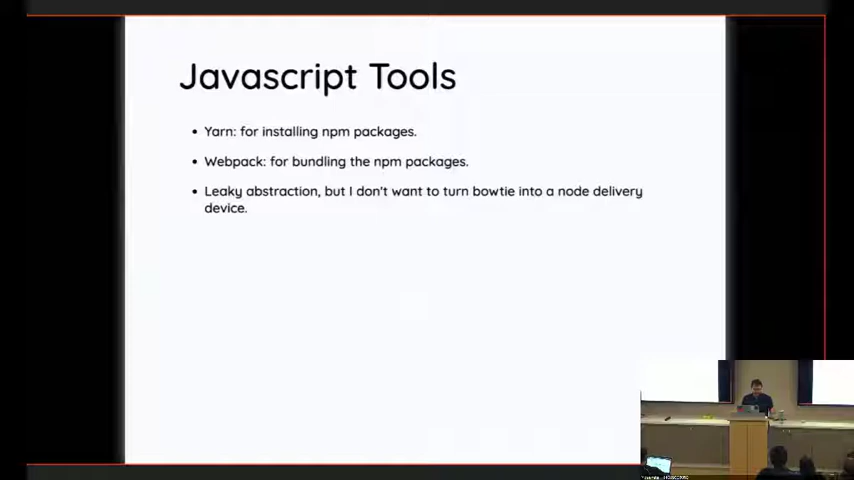 Javascript Tools
• Yarn: for installing npm packages.
• Webpack: for bundling the npm packages.
• Leaky abstraction, but I don't want to turn bowtie into a node delivery
device.